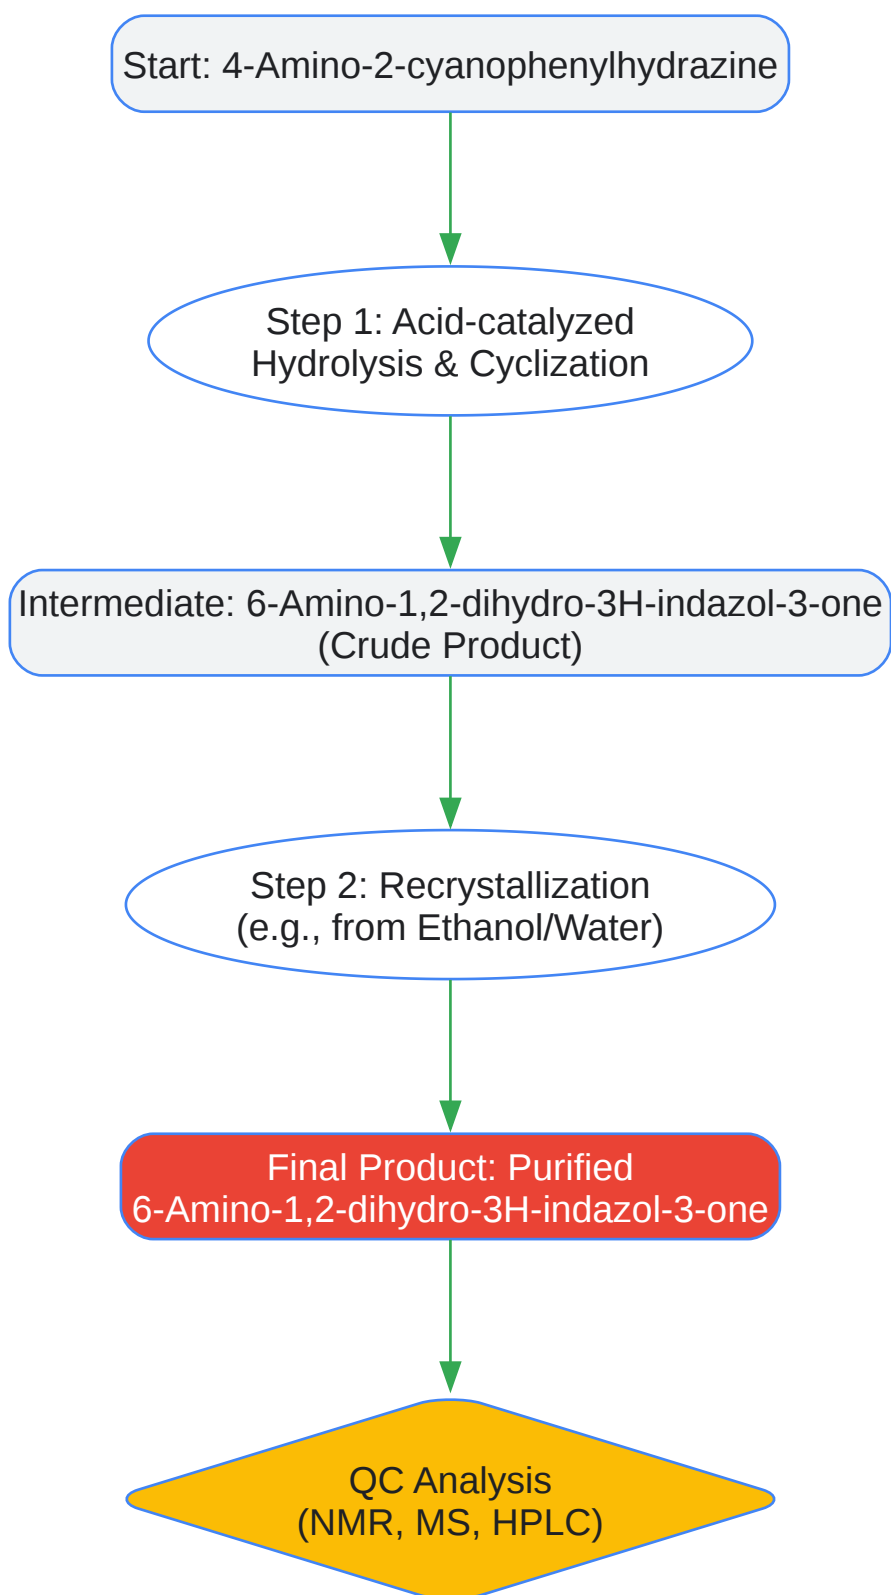 Start: 4-Amino-2-cyanophenylhydrazine
Step 1: Acid-catalyzed
Hydrolysis & Cyclization
Intermediate: 6-Amino-1,2-dihydro-3H-indazol-3-one
(Crude Product)
Step 2: Recrystallization
(e.g., from Ethanol/Water)
Final Product: Purified
6-Amino-1,2-dihydro-3H-indazol-3-one
QC Analysis
(NMR, MS, HPLC)